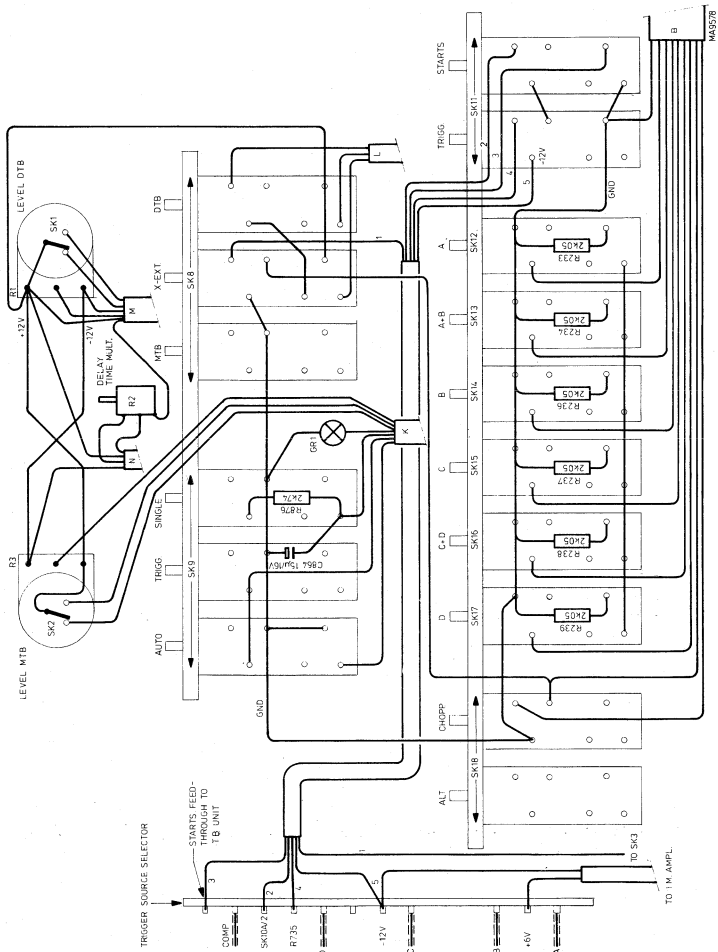 LEVEL DTB
SK1
R1
+12V
-12V
M
DELAY
TIME MULT.
R2
N
R3
SK2
LEVEL MTB
DTB
X-EXT.
MTB
SK8
SINGLE
TRIGG
AUTO
SK9
L
1
K
GR1
R876
2k74
C864 15µ/16V
GND
B
MA9578
STARTS
TRIGG
SK11
2
3
4
5
-12V
GND
A
SK12
2k05
R233
A+B
SK13
2k05
R234
B
SK14
2k05
R236
C
SK15
2k05
R237
C+D
SK16
2k05
R238
D
SK17
2k05
R239
CHOPP
ALT
SK18
TRIGGER SOURCE SELECTOR
STARTS FEED-
THROUGH TO
T B UNIT
3
2
4
5
1
COMP
SK10A/2
R735
D
-12V
C
B
+6V
A
TO SK3
TO I M. AMPL.